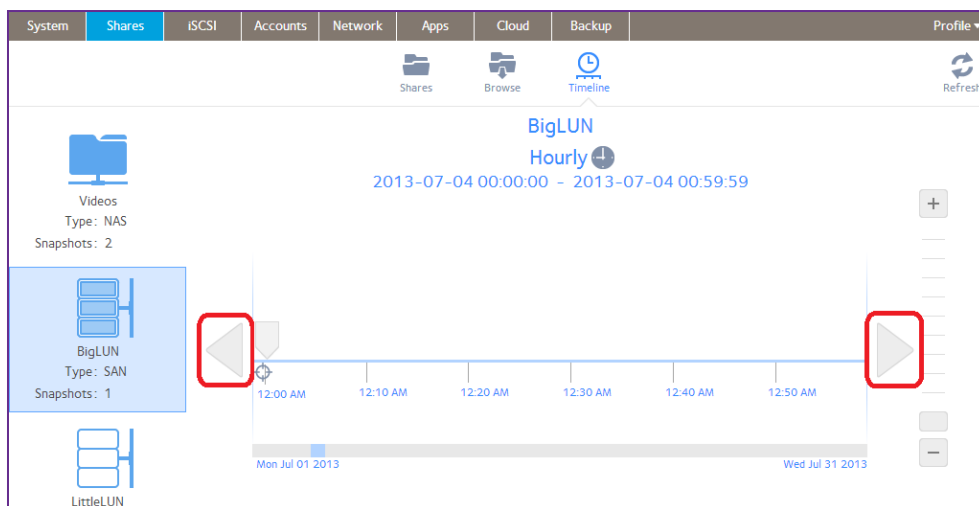 System Shares iSCSI Accounts Network Apps Cloud Backup Profile
Shares Browse Timeline Refresh
BigLUN
Hourly
2013-07-04 00:00:00 - 2013-07-04 00:59:59
Videos
Type: NAS
Snapshots: 2
+
BigLUN
Type: SAN
Snapshots: 1
12:00 AM 12:10 AM 12:20 AM 12:30 AM 12:40 AM 12:50 AM
Mon Jul 01 2013 Wed Jul 31 2013
−
LittleLUN